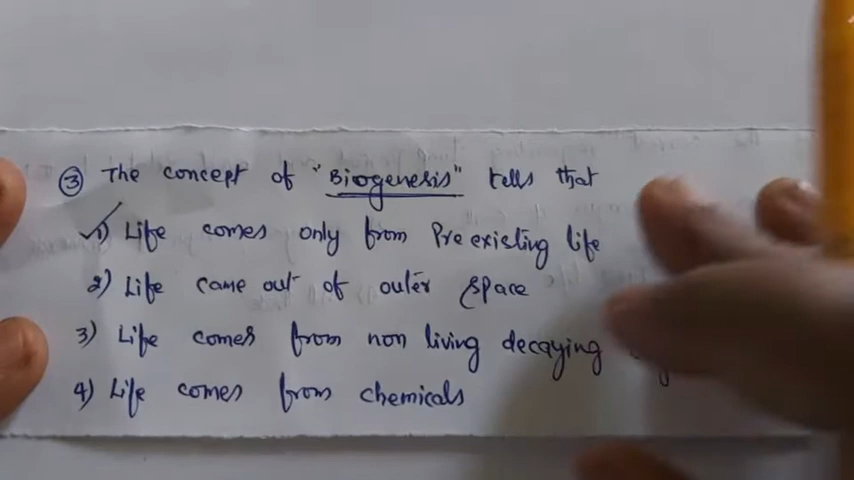 ③ The concept of "Biogenesis" tells that
1) Life comes only from Pre existing life
2) Life came out of outer space
3) Life comes from non living decaying
4) Life comes from chemicals